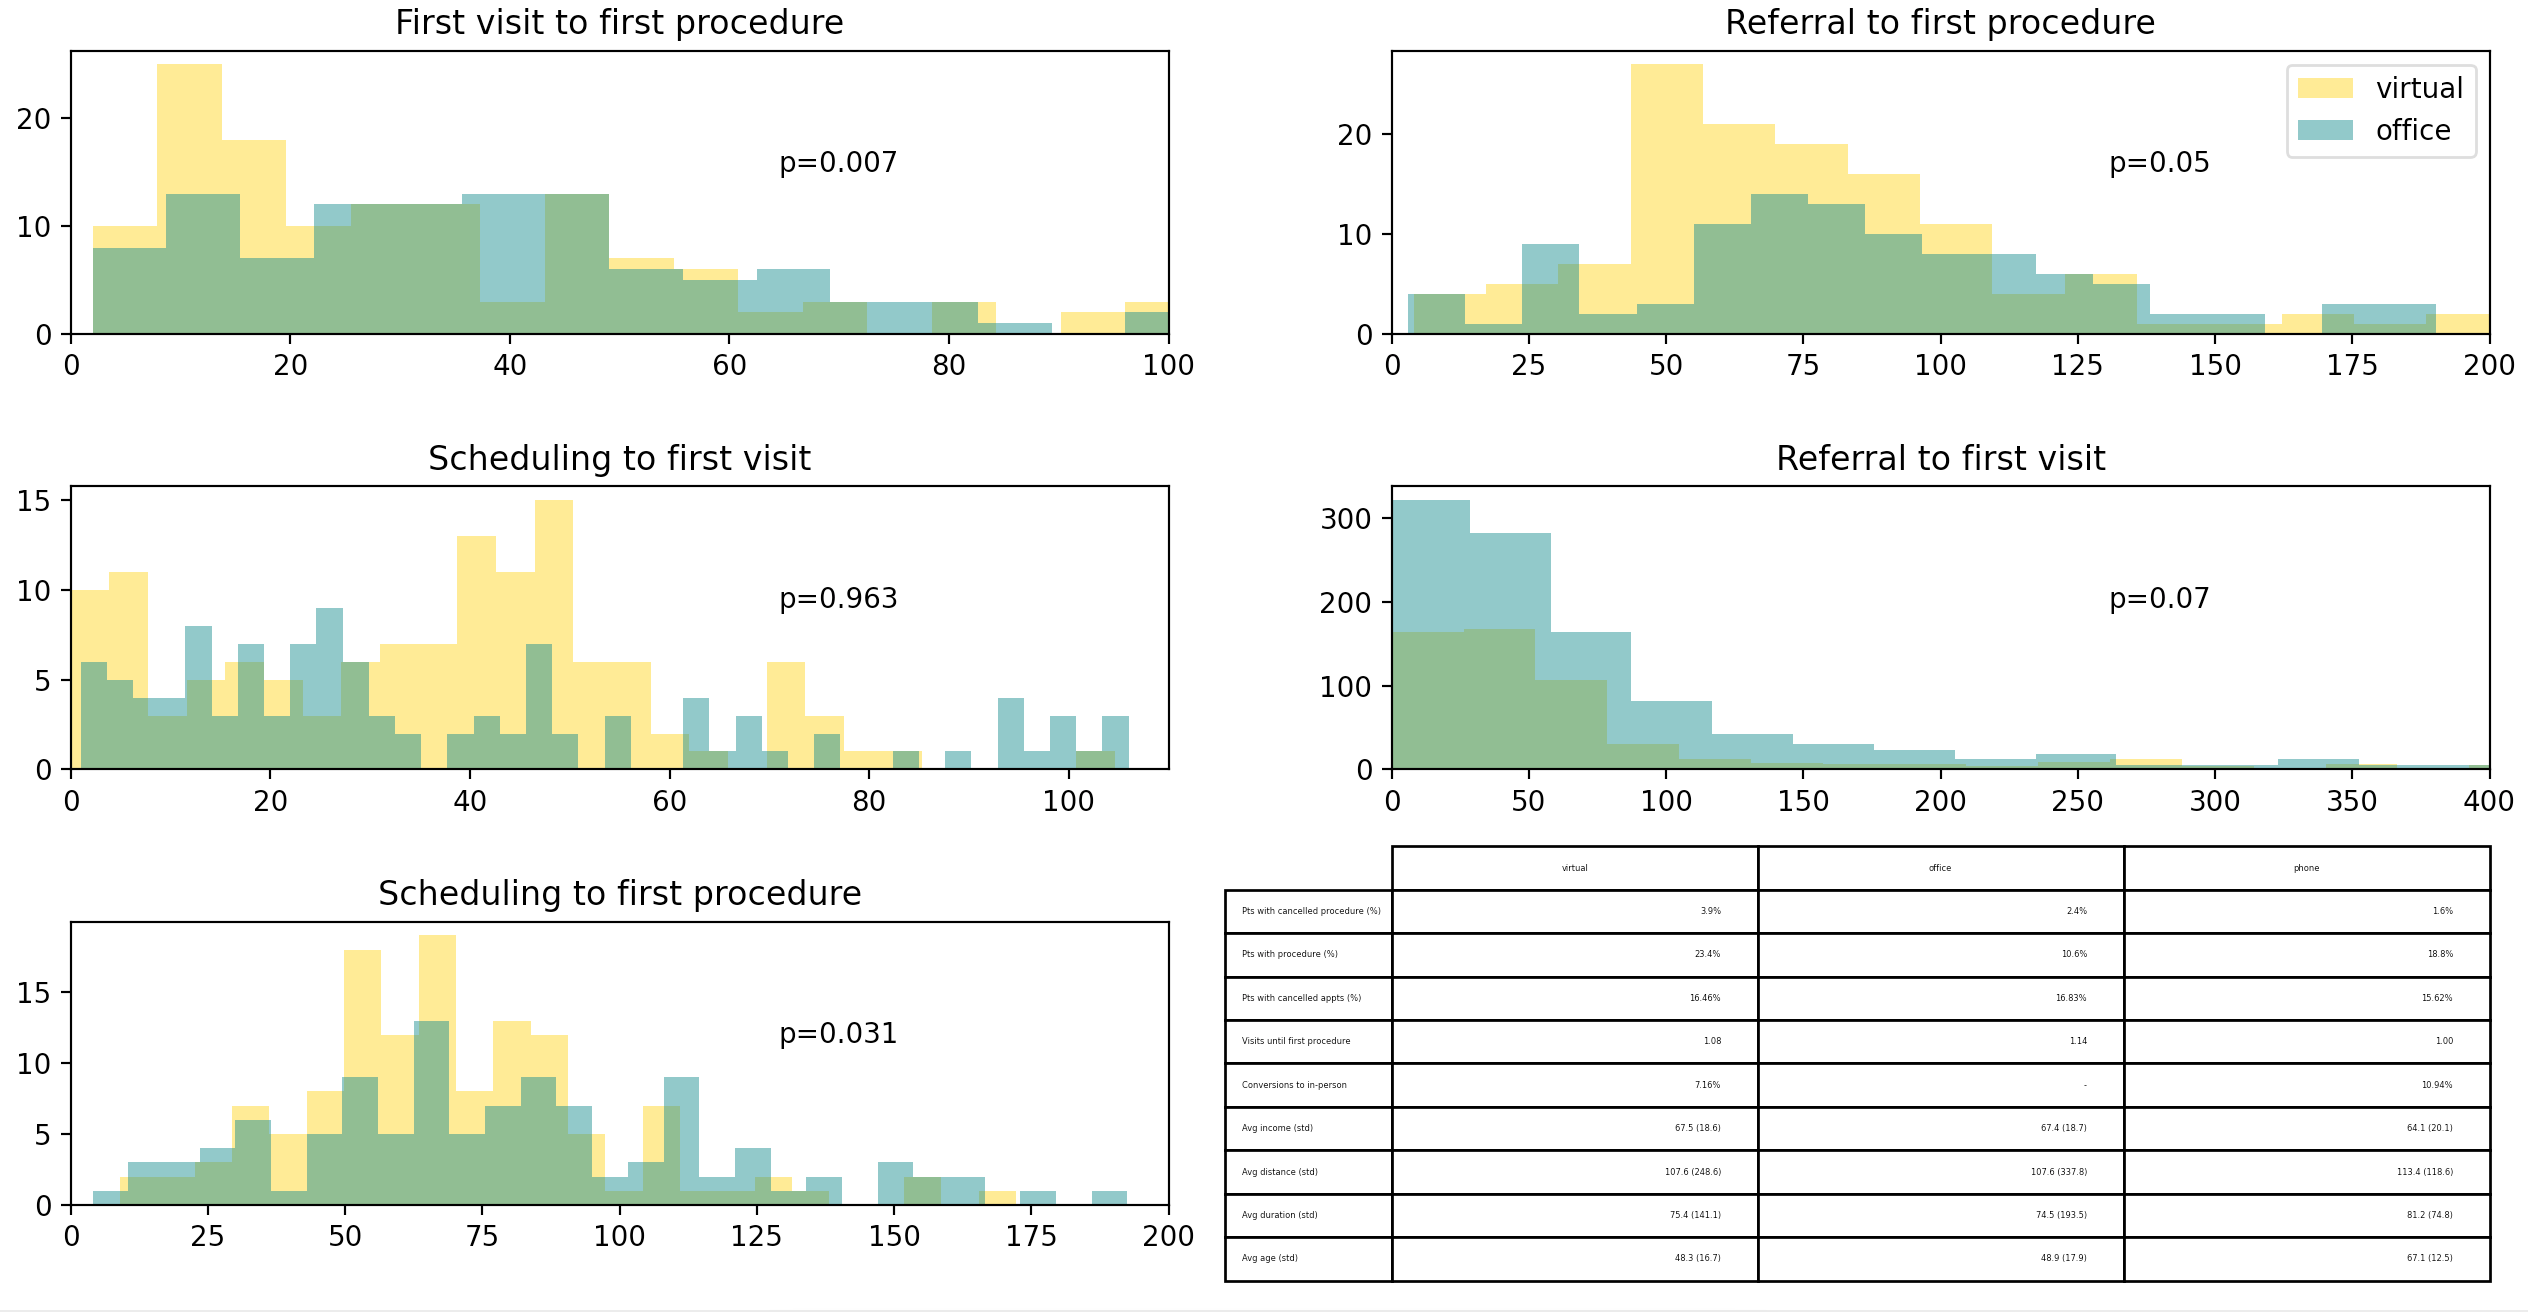 First visit to first procedure
20
10
0
p=0.007
0 20 40 60 80 100
Referral to first procedure
20
10
0
virtual
office
p=0.05
0 25 50 75 100 125 150 175 200
Scheduling to first visit
15
10
5
0
p=0.963
0 20 40 60 80 100
Referral to first visit
300
200
100
0
p=0.07
0 50 100 150 200 250 300 350 400
Scheduling to first procedure
15
10
5
0
p=0.031
0 25 50 75 100 125 150 175 200
virtual office phone
Pts with cancelled procedure (%) 3.9% 2.4% 1.6%
Pts with procedure (%) 23.4% 10.6% 18.8%
Pts with cancelled appts (%) 16.46% 16.83% 15.62%
Visits until first procedure 1.08 1.14 1.00
Conversions to in-person 7.16% - 10.94%
Avg income (std) 67.5 (18.6) 67.4 (18.7) 64.1 (20.1)
Avg distance (std) 107.6 (248.6) 107.6 (337.8) 113.4 (118.6)
Avg duration (std) 75.4 (141.1) 74.5 (193.5) 81.2 (74.8)
Avg age (std) 48.3 (16.7) 48.9 (17.9) 67.1 (12.5)